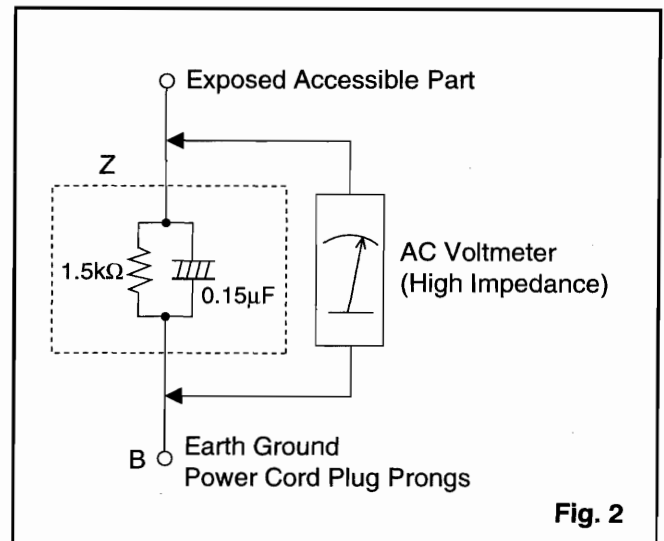 Exposed Accessible Part
Z
1.5kΩ
0.15μF
AC Voltmeter
(High Impedance)
B
Earth Ground
Power Cord Plug Prongs
Fig. 2